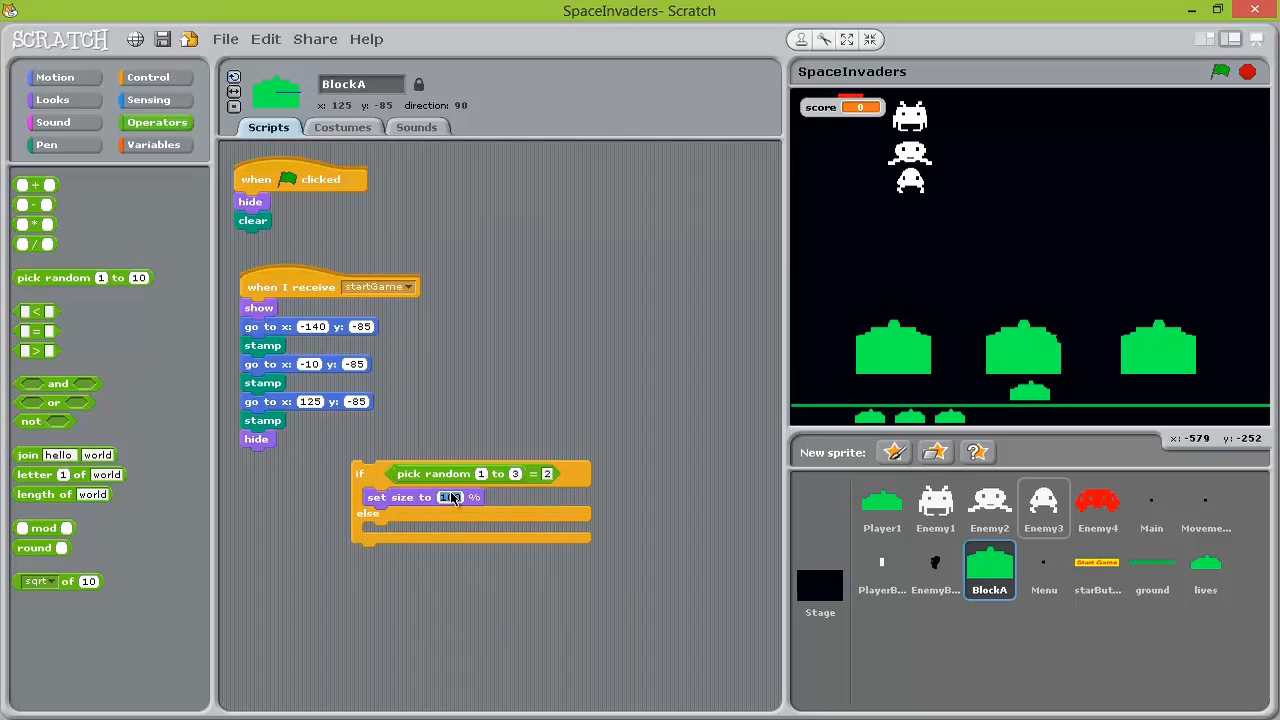 SpaceInvaders- Scratch
SCRATCH File Edit Share Help
Motion Control
Looks Sensing
Sound Operators
Pen Variables
+
-
*
/
pick random 1 to 10
<
=
>
and
or
not
join hello world
letter 1 of world
length of world
mod
round
sqrt of 10
BlockA
x: 125 y: -85 direction: 90
Scripts Costumes Sounds
when clicked
hide
clear
when I receive startGame
show
go to x: -140 y: -85
stamp
go to x: -10 y: -85
stamp
go to x: 125 y: -85
stamp
hide
if pick random 1 to 3 = 2
set size to %
else
SpaceInvaders
score 0
x: -579 y: -252
New sprite:
Stage
Player1 Enemy1 Enemy2 Enemy3 Enemy4 Main Moveme...
PlayerB... EnemyB... BlockA Menu starBut... ground lives
Start Game